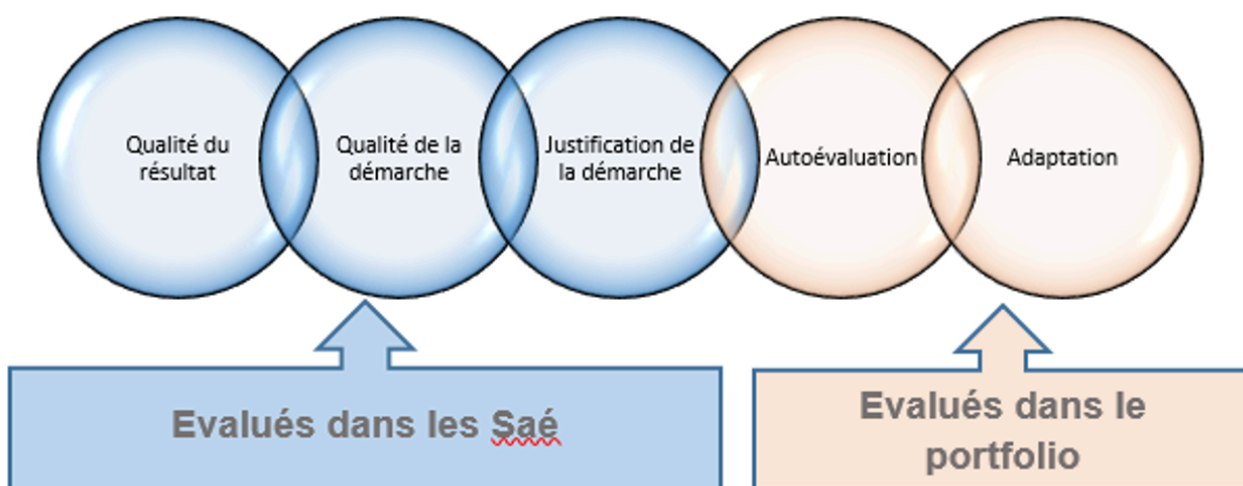 Qualité du
résultat
Qualité de la
démarche
Justification de
la démarche
Autoévaluation
Adaptation
Evalués dans les Saé
Evalués dans le
portfolio